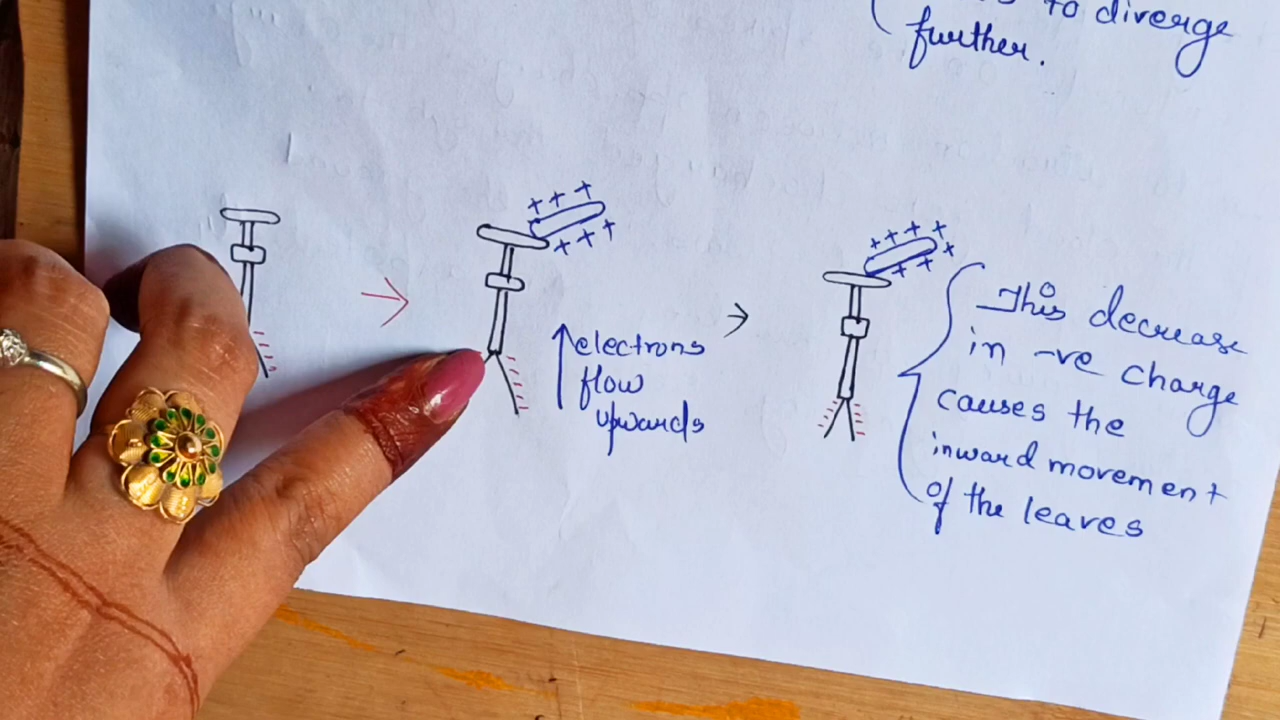 to diverge
further.
electrons
flow
upwards
This decrease
in -ve charge
causes the
inward movement
of the leaves